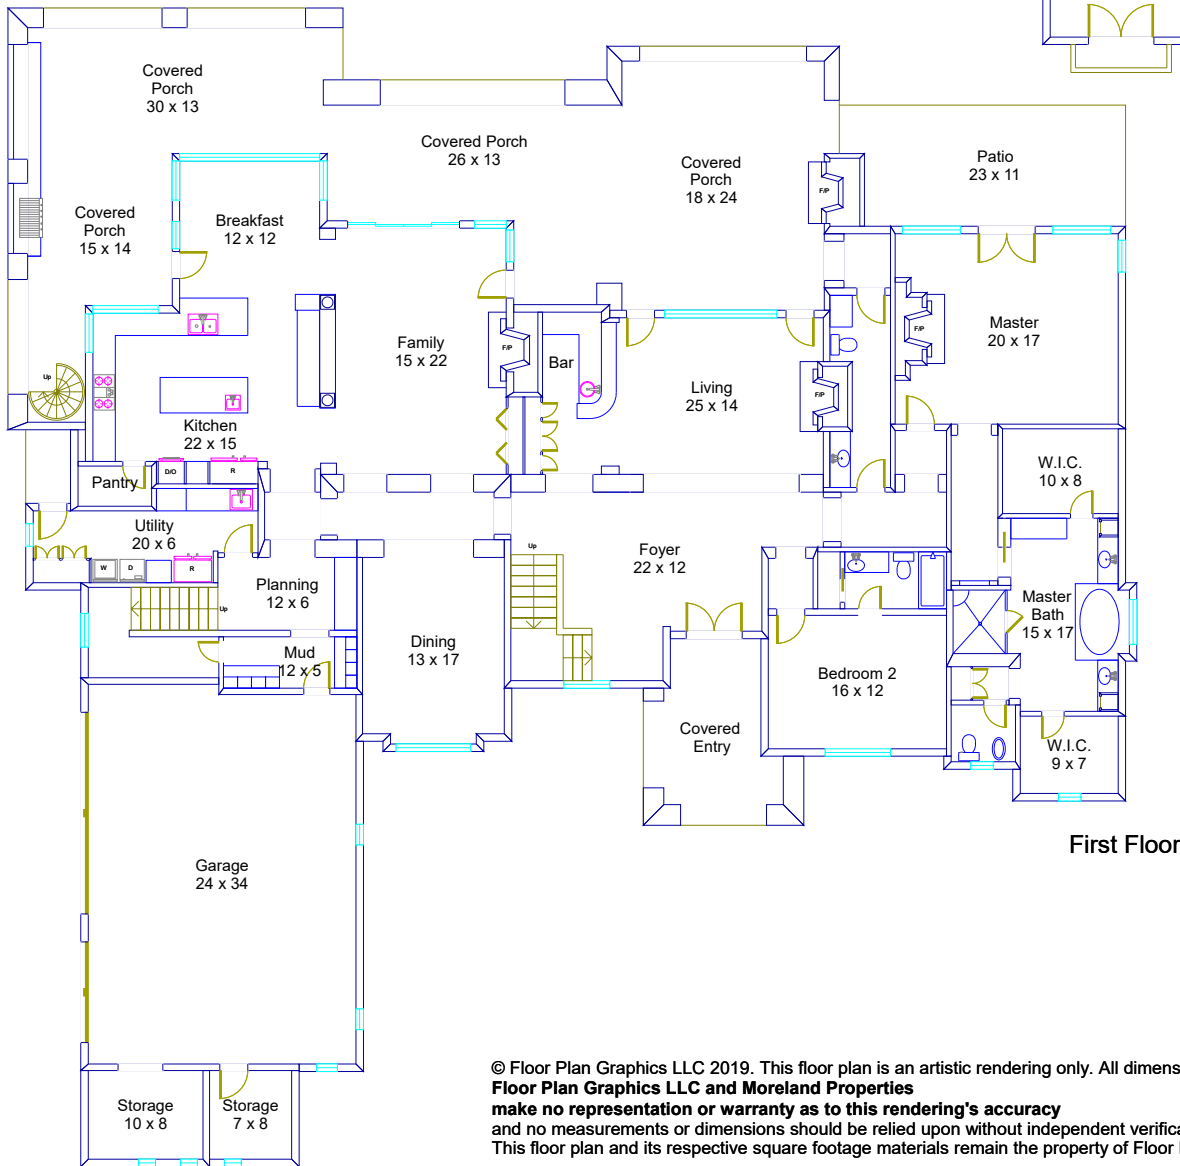 Covered
Porch
30 x 13
Covered Porch
26 x 13
Covered
Porch
18 x 24
Patio
23 x 11
F/P
Covered
Porch
15 x 14
Breakfast
12 x 12
Family
15 x 22
F/P
Bar
Living
25 x 14
F/P
F/P
Master
20 x 17
Up
Kitchen
22 x 15
D/O
R
Pantry
W.I.C.
10 x 8
Utility
20 x 6
W
D
R
Up
Foyer
22 x 12
Planning
12 x 6
Up
Master
Bath
15 x 17
Mud
12 x 5
Dining
13 x 17
Bedroom 2
16 x 12
Covered
Entry
W.I.C.
9 x 7
First Floor
Garage
24 x 34
Storage
10 x 8
Storage
7 x 8
© Floor Plan Graphics LLC 2019. This floor plan is an artistic rendering only. All dimens
Floor Plan Graphics LLC and Moreland Properties
make no representation or warranty as to this rendering's accuracy
and no measurements or dimensions should be relied upon without independent verifica
This floor plan and its respective square footage materials remain the property of Floor